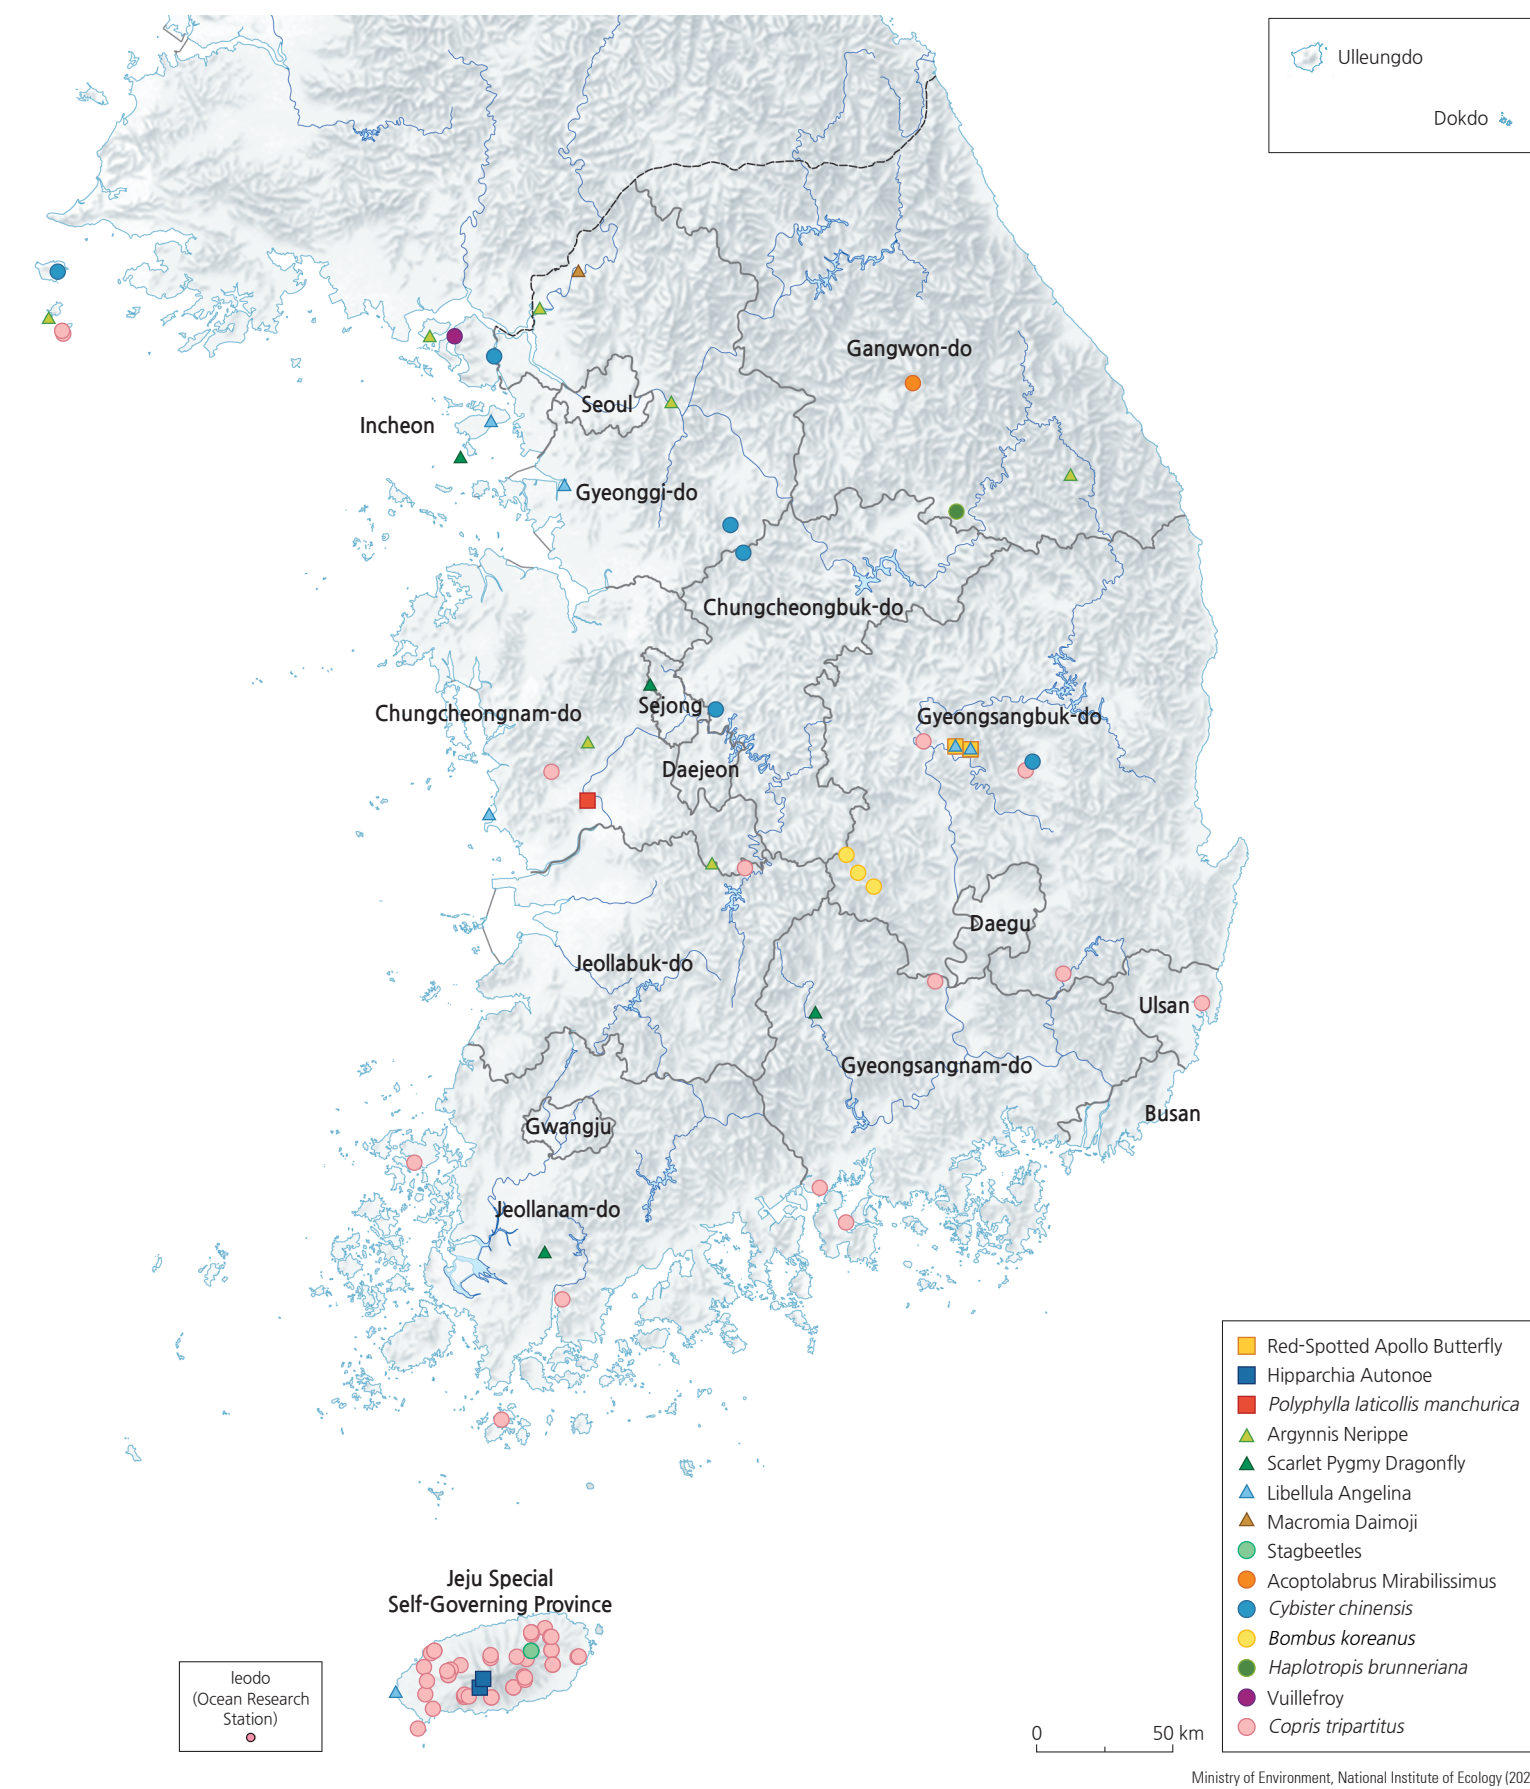 Ulleungdo
Dokdo
Gangwon-do
Seoul
Incheon
Gyeonggi-do
Chungcheongbuk-do
Sejong
Chungcheongnam-do
Gyeongsangbuk-do
Daejeon
Daegu
Jeollabuk-do
Ulsan
Gyeongsangnam-do
Busan
Gwangju
Jeollanam-do
Jeju Special
Self-Governing Province
Ieodo
(Ocean Research
Station)
Red-Spotted Apollo Butterfly
Hipparchia Autonoe
Polyphylla laticollis manchurica
Argynnis Nerippe
Scarlet Pygmy Dragonfly
Libellula Angelina
Macromia Daimoji
Stagbeetles
Acoptolabrus Mirabilissimus
Cybister chinensis
Bombus koreanus
Haplotropis brunneriana
Vuillefroy
Copris tripartitus
0 50 km
Ministry of Environment, National Institute of Ecology (202